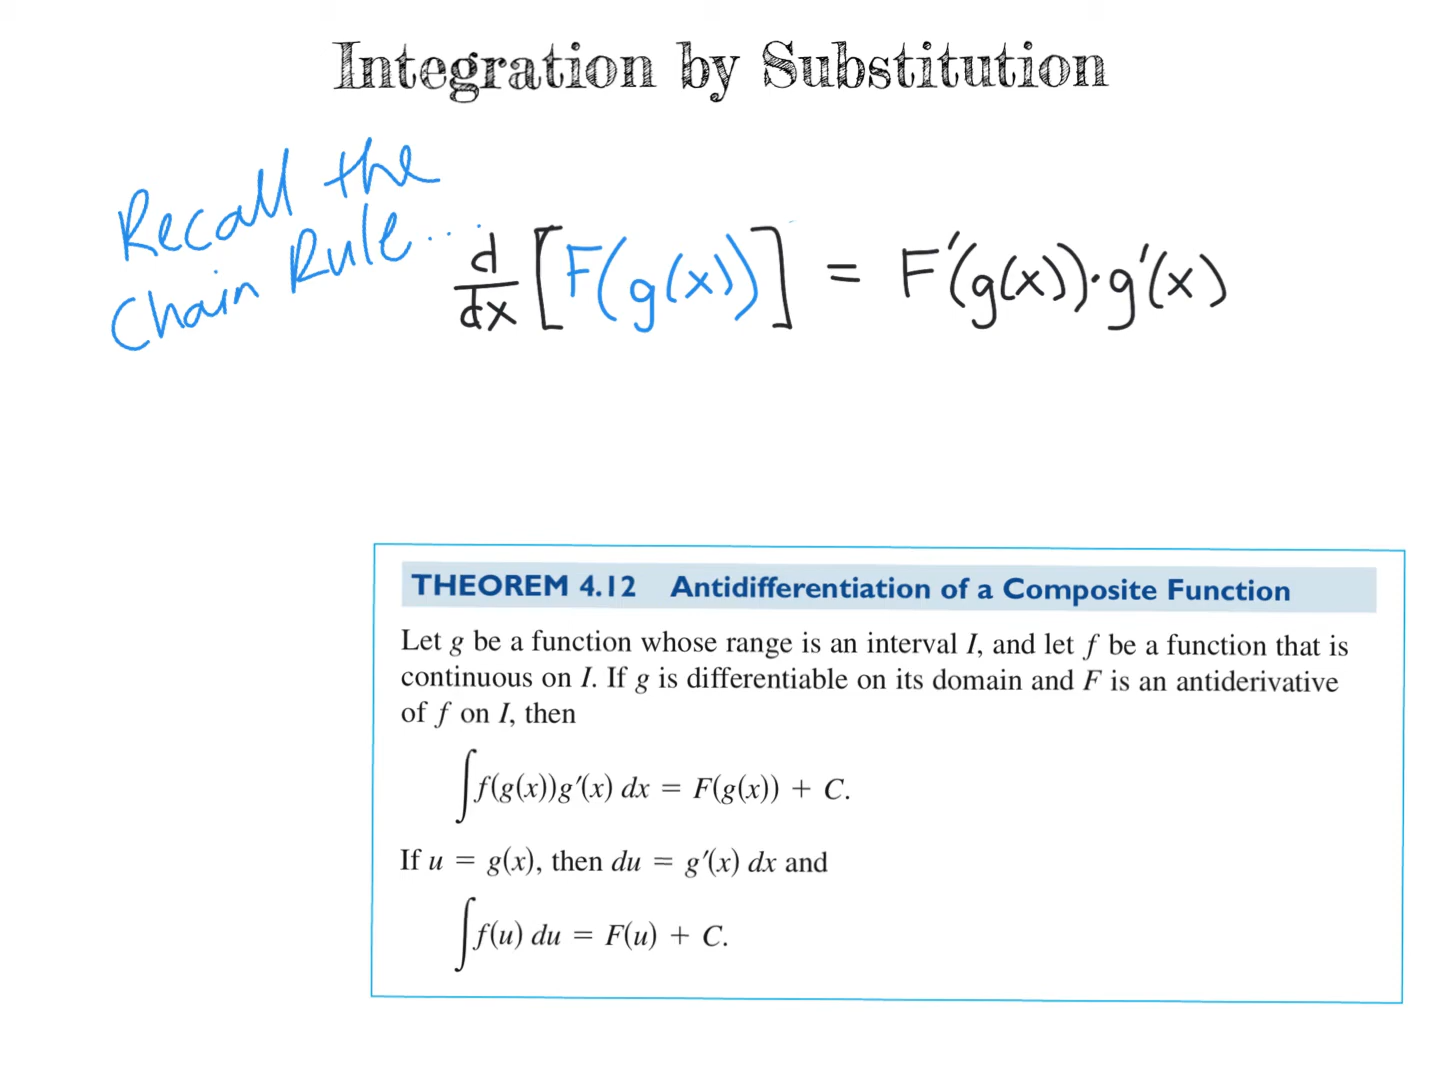 Integration by Substitution
Recall the
Chain Rule...
d/dx [F(g(x))] = F′(g(x))·g′(x)
THEOREM 4.12 Antidifferentiation of a Composite Function
Let g be a function whose range is an interval I, and let f be a function that is
continuous on I. If g is differentiable on its domain and F is an antiderivative
of f on I, then
∫f(g(x))g′(x) dx = F(g(x)) + C.
If u = g(x), then du = g′(x) dx and
∫f(u) du = F(u) + C.